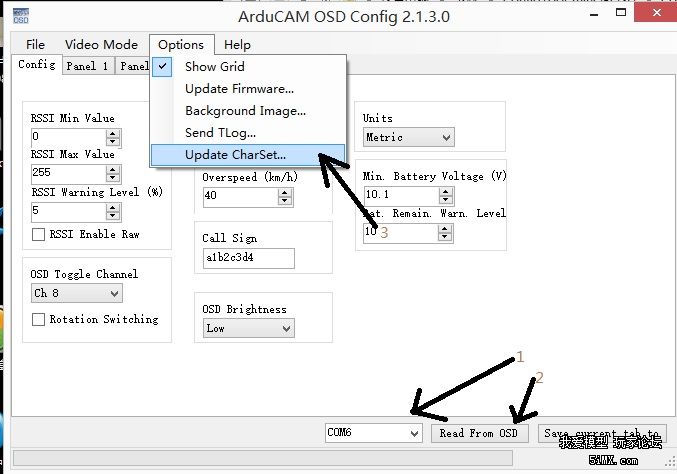 OSD
ArduCAM OSD Config 2.1.3.0
File Video Mode Options Help
Config Panel 1 Panel
Show Grid
Update Firmware...
Background Image...
Send TLog...
Update CharSet...
RSSI Min Value
0
RSSI Max Value
255
RSSI Warning Level (%)
5
RSSI Enable Raw
OSD Toggle Channel
Ch 8
Rotation Switching
Overspeed (km/h)
40
Call Sign
a1b2c3d4
OSD Brightness
Low
Units
Metric
Min. Battery Voltage (V)
10.1
at. Remain. Warn. Level
10
3
1
2
COM6
Read From OSD
Save current tab to
我爱模型 玩家论坛
5iMX.com